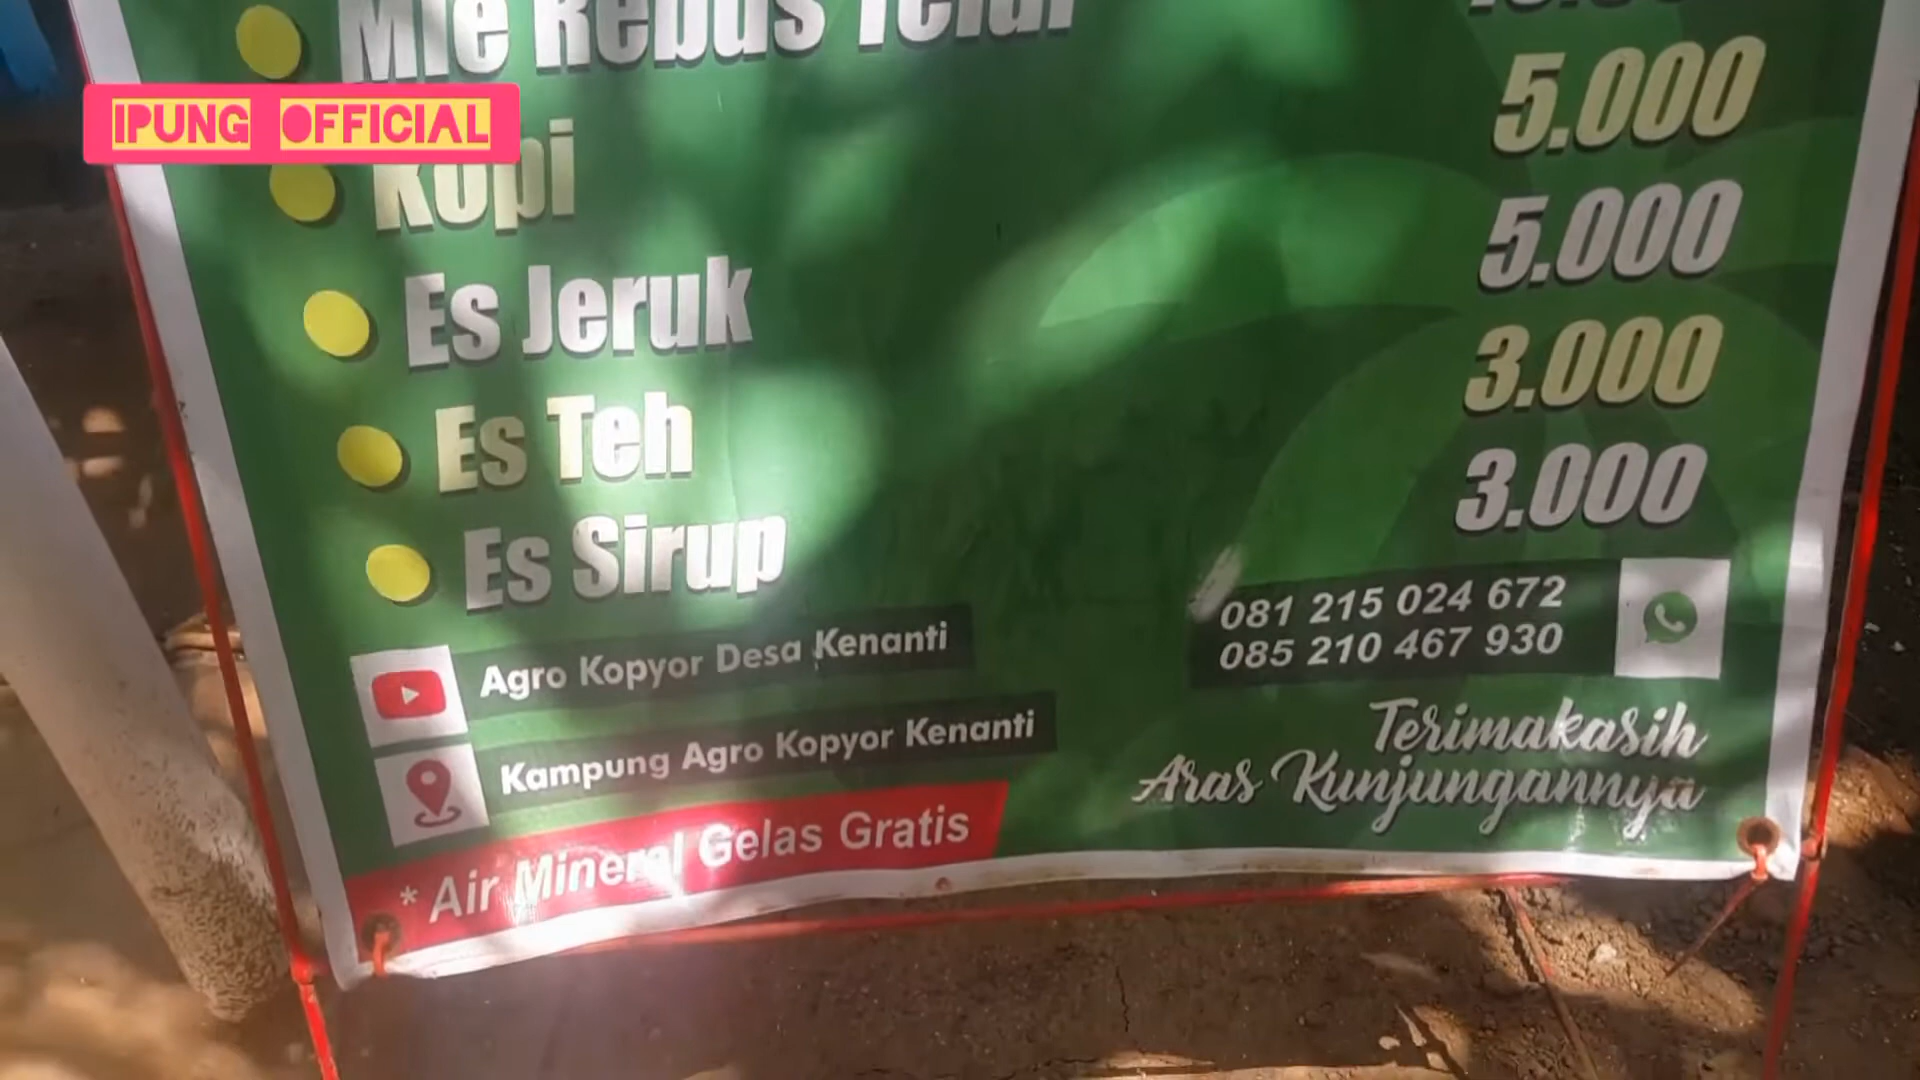 Mie Rebus Telur
IPUNG OFFICIAL
Kopi 5.000
Es Jeruk 5.000
Es Teh 3.000
Es Sirup 3.000
Agro Kopyor Desa Kenanti
Kampung Agro Kopyor Kenanti
* Air Mineral Gelas Gratis
081 215 024 672
085 210 467 930
Terimakasih
Aras Kunjungannya